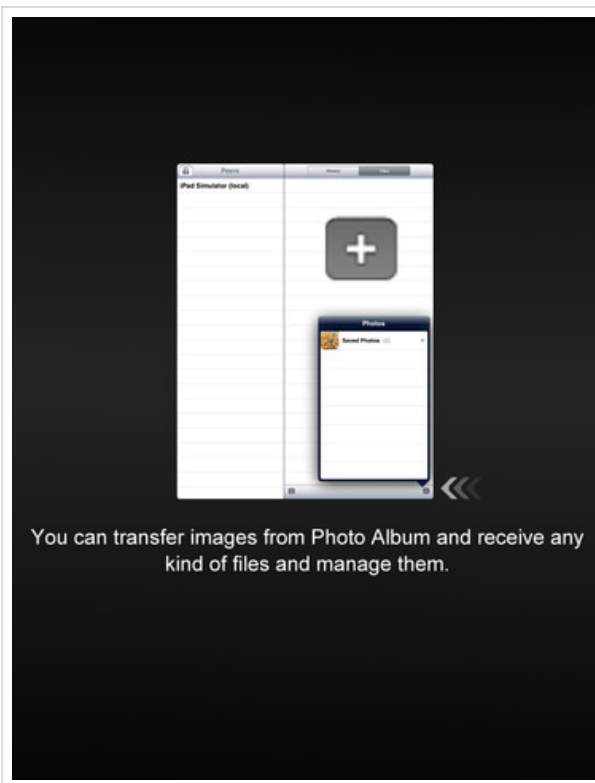 Peers
iPad Simulator (local)
Photos
Saved Photos (2)
You can transfer images from Photo Album and receive any
kind of files and manage them.